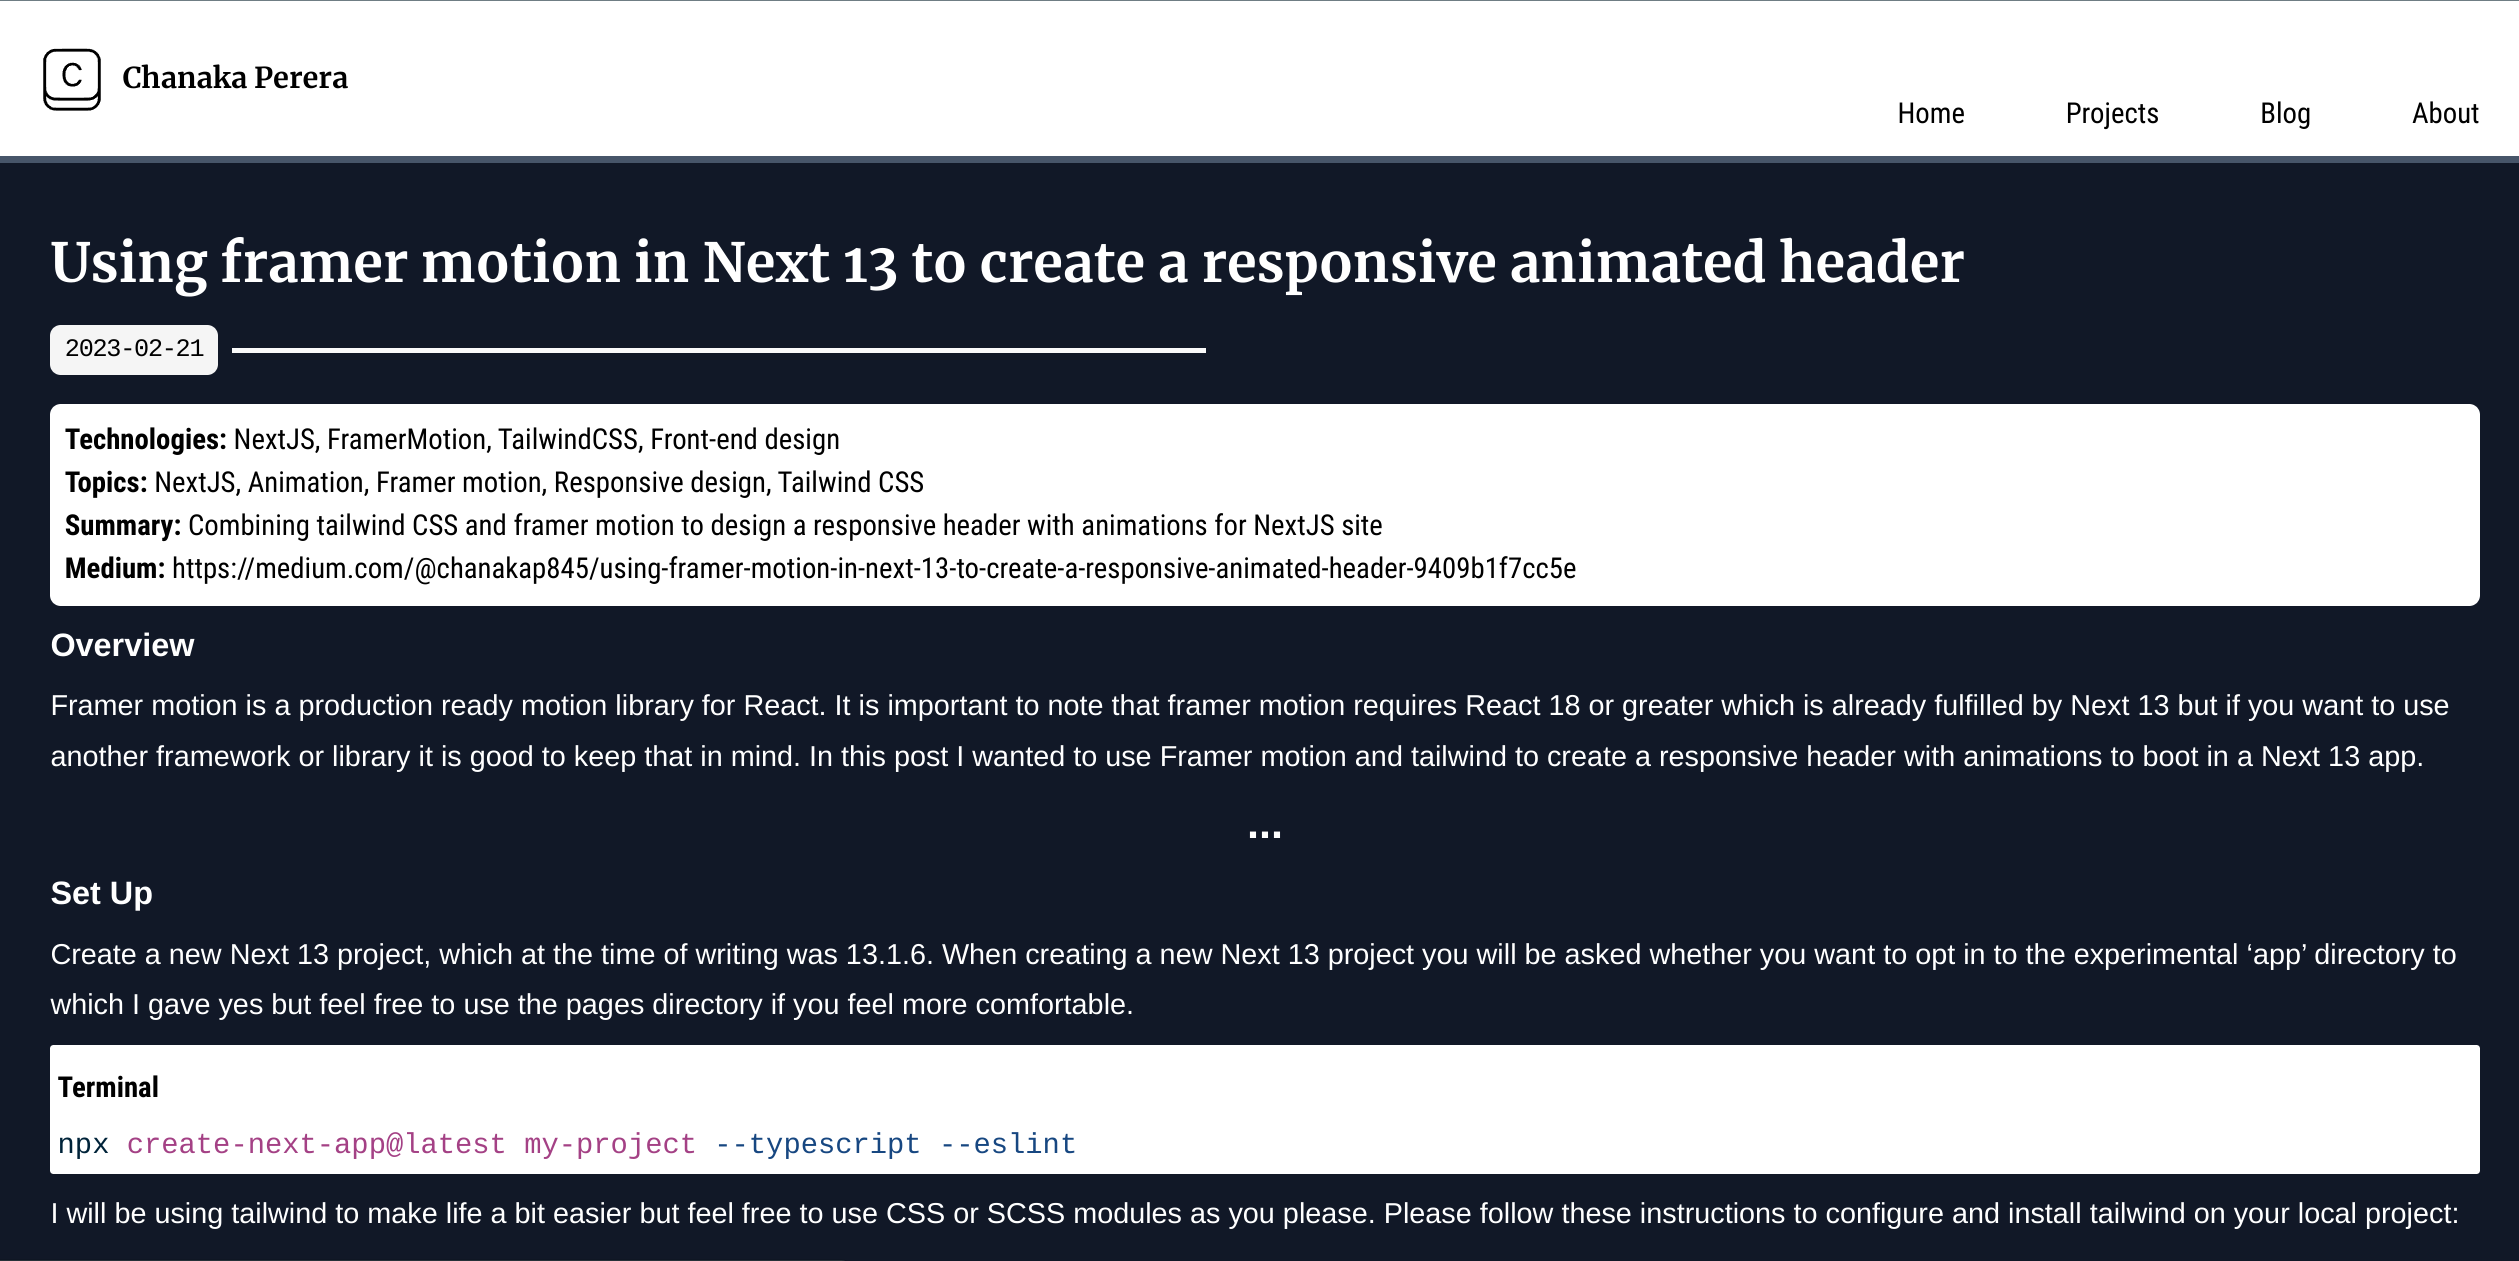 C
Chanaka Perera
Home Projects Blog About
Using framer motion in Next 13 to create a responsive animated header
2023-02-21
Technologies: NextJS, FramerMotion, TailwindCSS, Front-end design
Topics: NextJS, Animation, Framer motion, Responsive design, Tailwind CSS
Summary: Combining tailwind CSS and framer motion to design a responsive header with animations for NextJS site
Medium: https://medium.com/@chanakap845/using-framer-motion-in-next-13-to-create-a-responsive-animated-header-9409b1f7cc5e
Overview
Framer motion is a production ready motion library for React. It is important to note that framer motion requires React 18 or greater which is already fulfilled by Next 13 but if you want to use
another framework or library it is good to keep that in mind. In this post I wanted to use Framer motion and tailwind to create a responsive header with animations to boot in a Next 13 app.
...
Set Up
Create a new Next 13 project, which at the time of writing was 13.1.6. When creating a new Next 13 project you will be asked whether you want to opt in to the experimental ‘app’ directory to
which I gave yes but feel free to use the pages directory if you feel more comfortable.
Terminal
npx create-next-app@latest my-project --typescript --eslint
I will be using tailwind to make life a bit easier but feel free to use CSS or SCSS modules as you please. Please follow these instructions to configure and install tailwind on your local project: